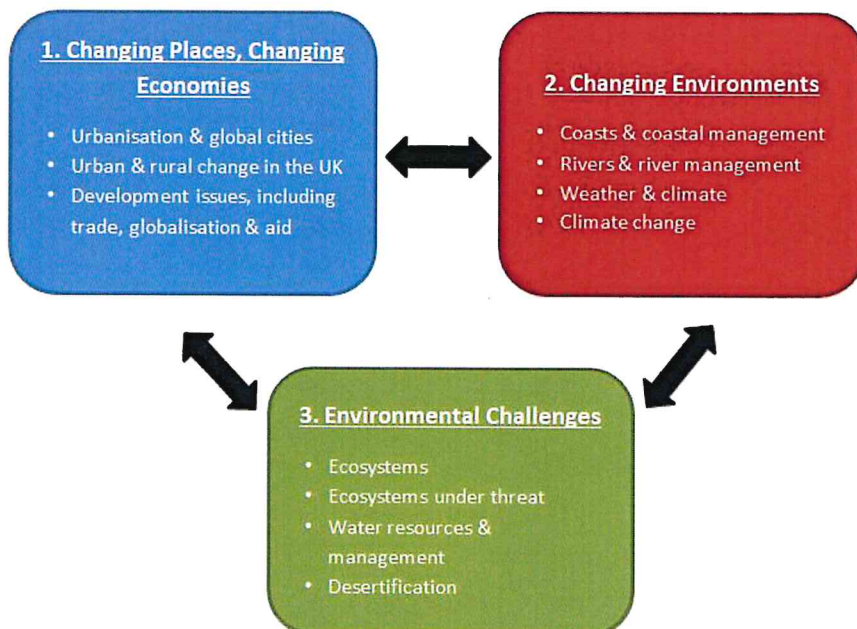 1. Changing Places, Changing
Economies
• Urbanisation & global cities
• Urban & rural change in the UK
• Development issues, including
trade, globalisation & aid
2. Changing Environments
• Coasts & coastal management
• Rivers & river management
• Weather & climate
• Climate change
3. Environmental Challenges
• Ecosystems
• Ecosystems under threat
• Water resources &
management
• Desertification